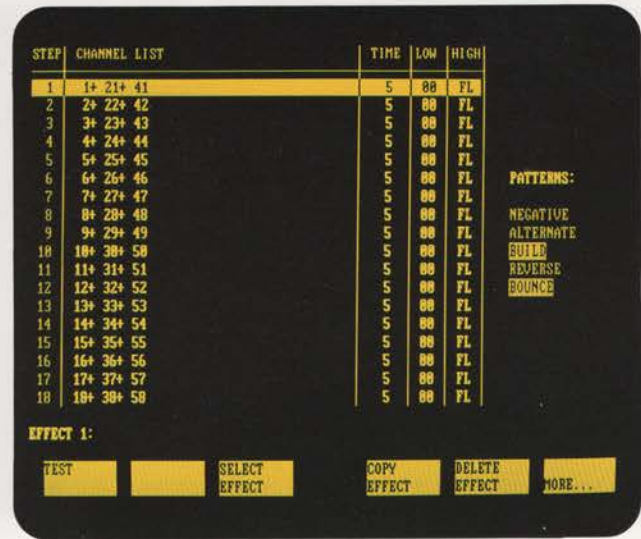 STEP CHANNEL LIST TIME LOW HIGH
1 1+ 21+ 41 5 00 FL
2 2+ 22+ 42 5 00 FL
3 3+ 23+ 43 5 00 FL
4 4+ 24+ 44 5 00 FL
5 5+ 25+ 45 5 00 FL
6 6+ 26+ 46 5 00 FL
7 7+ 27+ 47 5 00 FL
8 8+ 28+ 48 5 00 FL
9 9+ 29+ 49 5 00 FL
10 10+ 30+ 50 5 00 FL
11 11+ 31+ 51 5 00 FL
12 12+ 32+ 52 5 00 FL
13 13+ 33+ 53 5 00 FL
14 14+ 34+ 54 5 00 FL
15 15+ 35+ 55 5 00 FL
16 16+ 36+ 56 5 00 FL
17 17+ 37+ 57 5 00 FL
18 18+ 38+ 58 5 00 FL
PATTERNS:
NEGATIVE
ALTERNATE
BUILD
REVERSE
BOUNCE
EFFECT 1:
TEST
SELECT
EFFECT
COPY
EFFECT
DELETE
EFFECT
MORE...